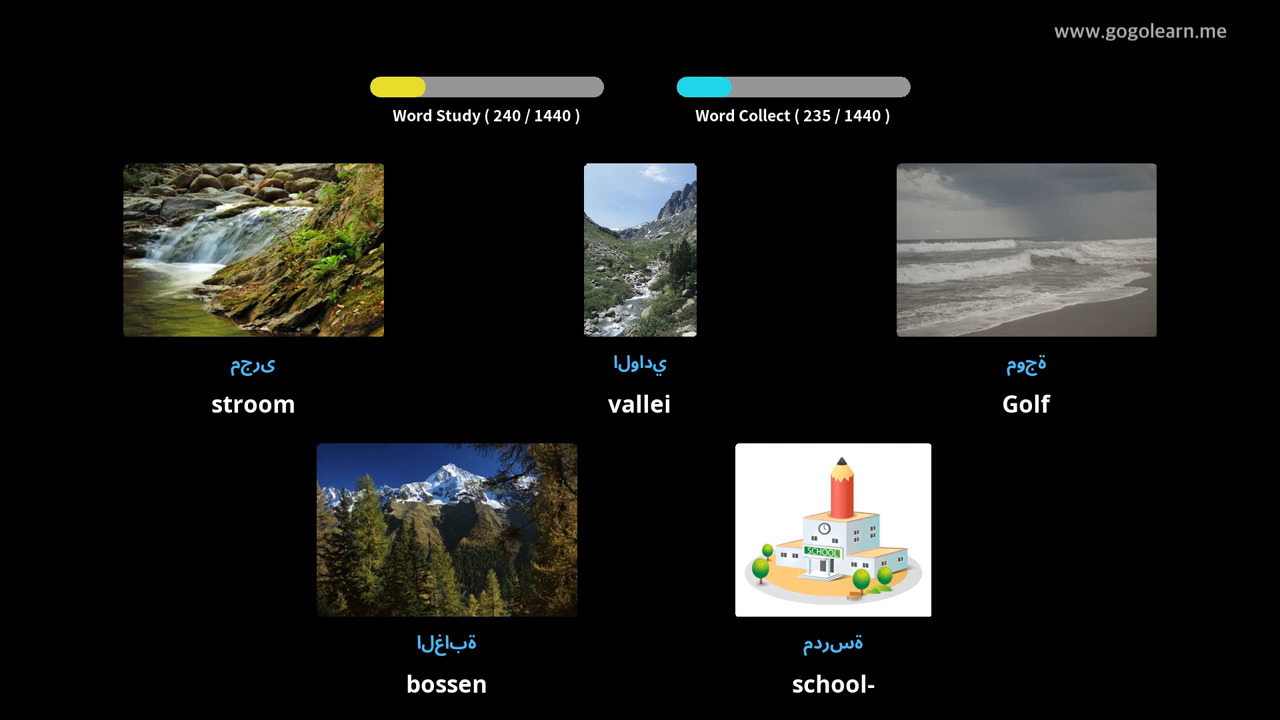 www.gogolearn.me
Word Study ( 240 / 1440 )
Word Collect ( 235 / 1440 )
مجرى
الوادي
موجة
stroom
vallei
Golf
SCHOOL
الغابة
مدرسة
bossen
school-